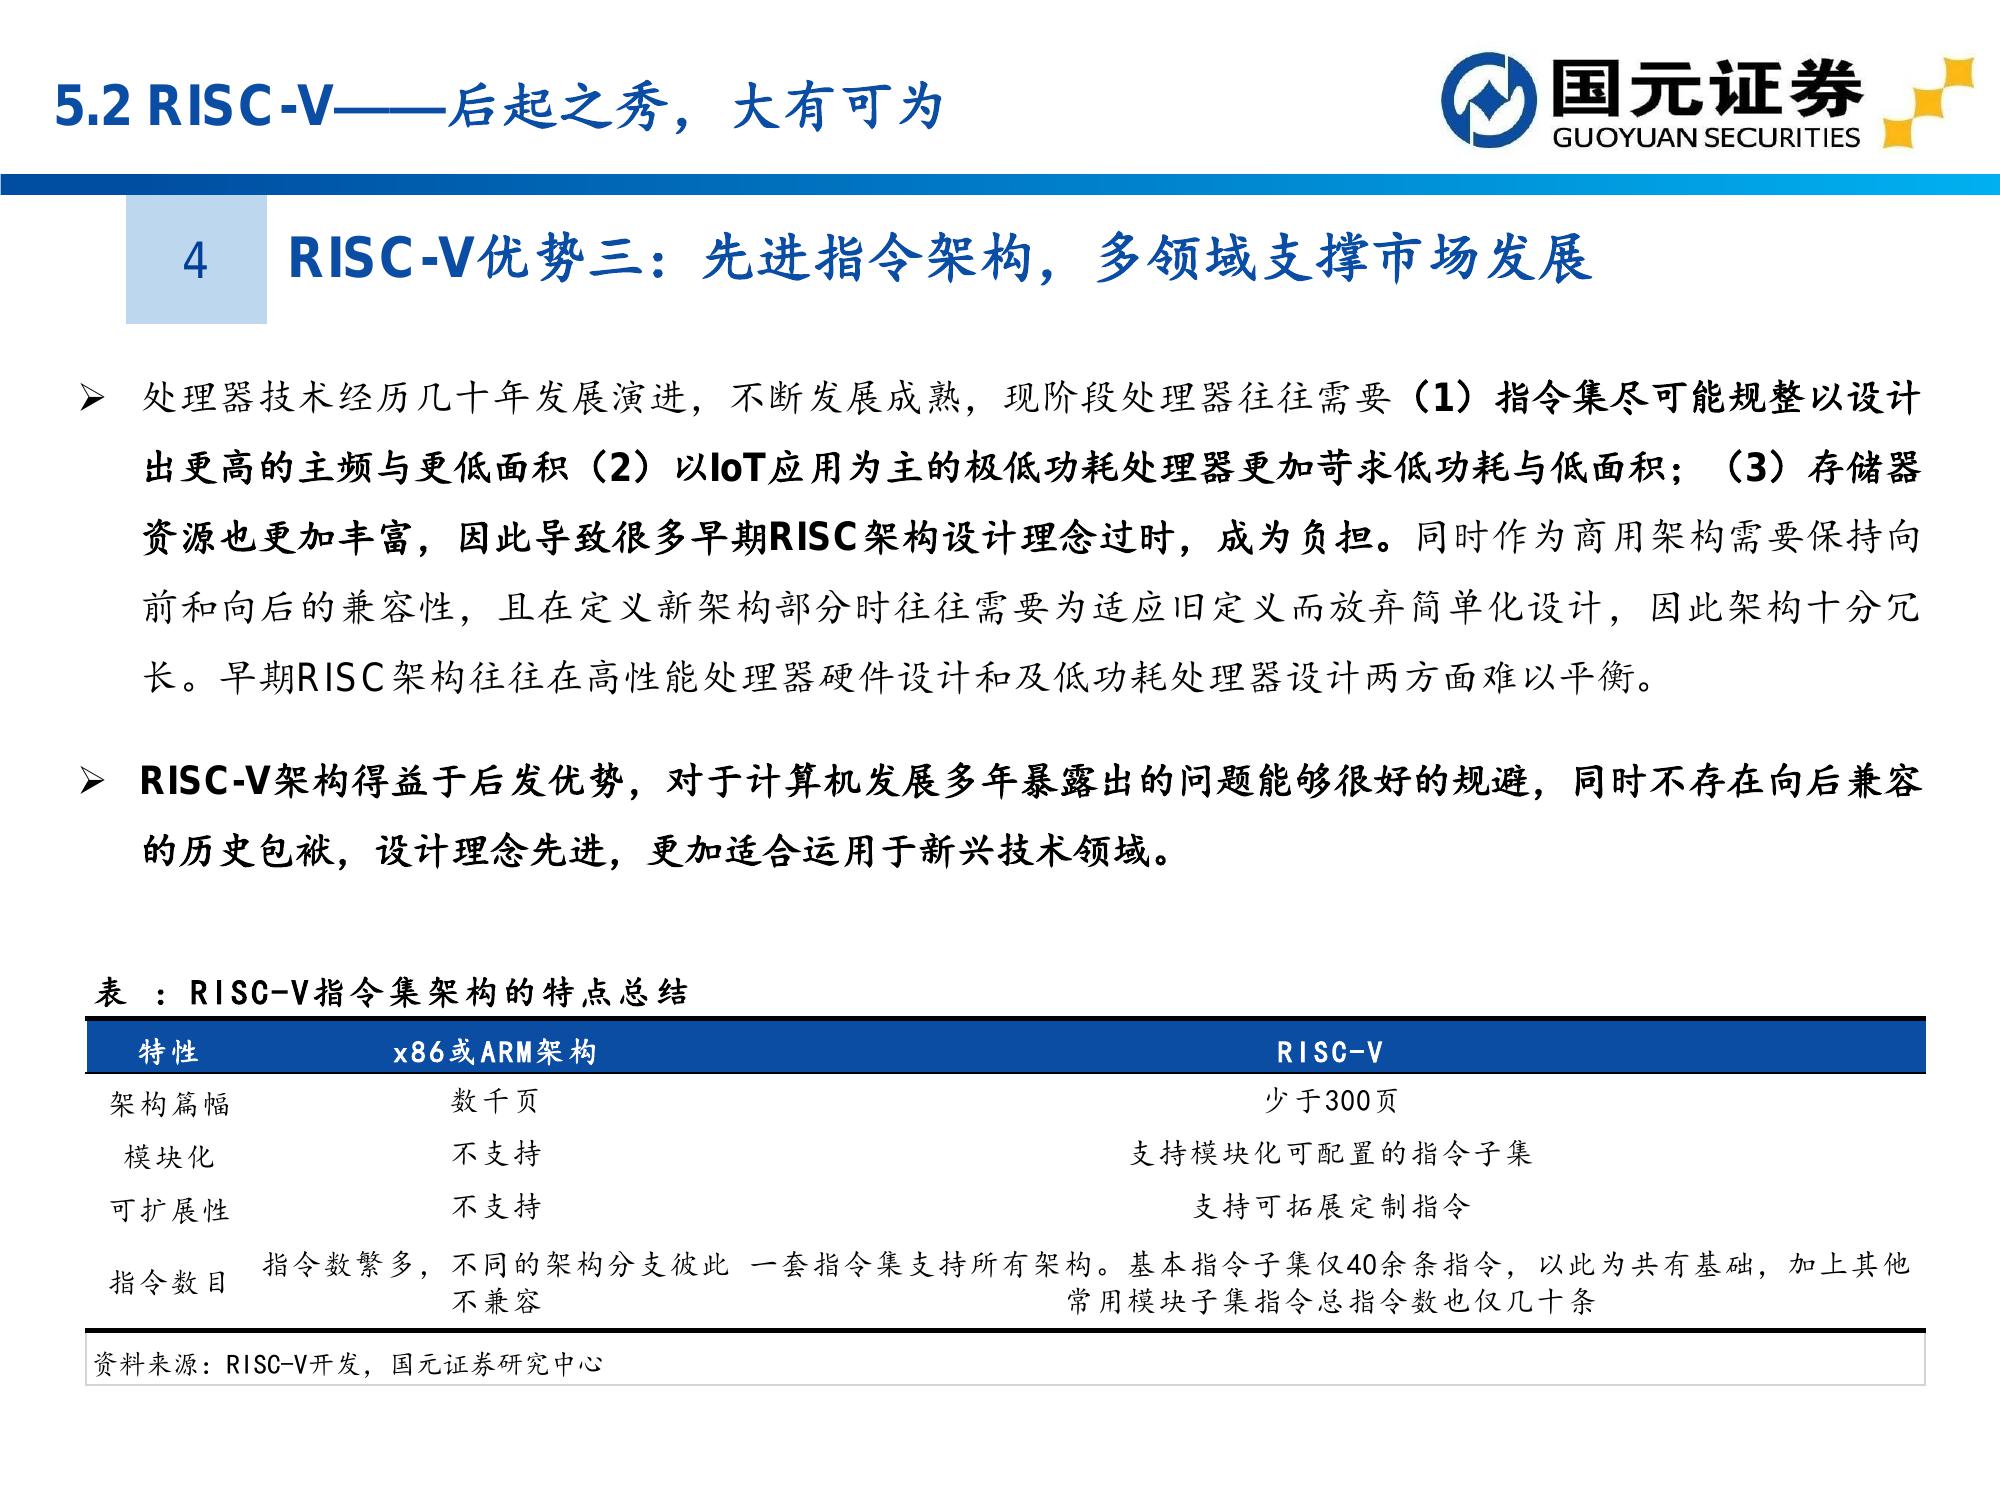 5.2 RISC-V——后起之秀，大有可为
国元证券
GUOYUAN SECURITIES
4
RISC-V优势三：先进指令架构，多领域支撑市场发展
➢ 处理器技术经历几十年发展演进，不断发展成熟，现阶段处理器往往需要（1）指令集尽可能规整以设计
出更高的主频与更低面积（2）以IoT应用为主的极低功耗处理器更加苛求低功耗与低面积；（3）存储器
资源也更加丰富，因此导致很多早期RISC架构设计理念过时，成为负担。同时作为商用架构需要保持向
前和向后的兼容性，且在定义新架构部分时往往需要为适应旧定义而放弃简单化设计，因此架构十分冗
长。早期RISC架构往往在高性能处理器硬件设计和及低功耗处理器设计两方面难以平衡。
➢ RISC-V架构得益于后发优势，对于计算机发展多年暴露出的问题能够很好的规避，同时不存在向后兼容
的历史包袱，设计理念先进，更加适合运用于新兴技术领域。
表 ：RISC-V指令集架构的特点总结
特性 x86或ARM架构 RISC-V
架构篇幅 数千页 少于300页
模块化 不支持 支持模块化可配置的指令子集
可扩展性 不支持 支持可拓展定制指令
指令数目 指令数繁多，不同的架构分支彼此 一套指令集支持所有架构。基本指令子集仅40余条指令，以此为共有基础，加上其他
不兼容 常用模块子集指令总指令数也仅几十条
资料来源：RISC-V开发，国元证券研究中心